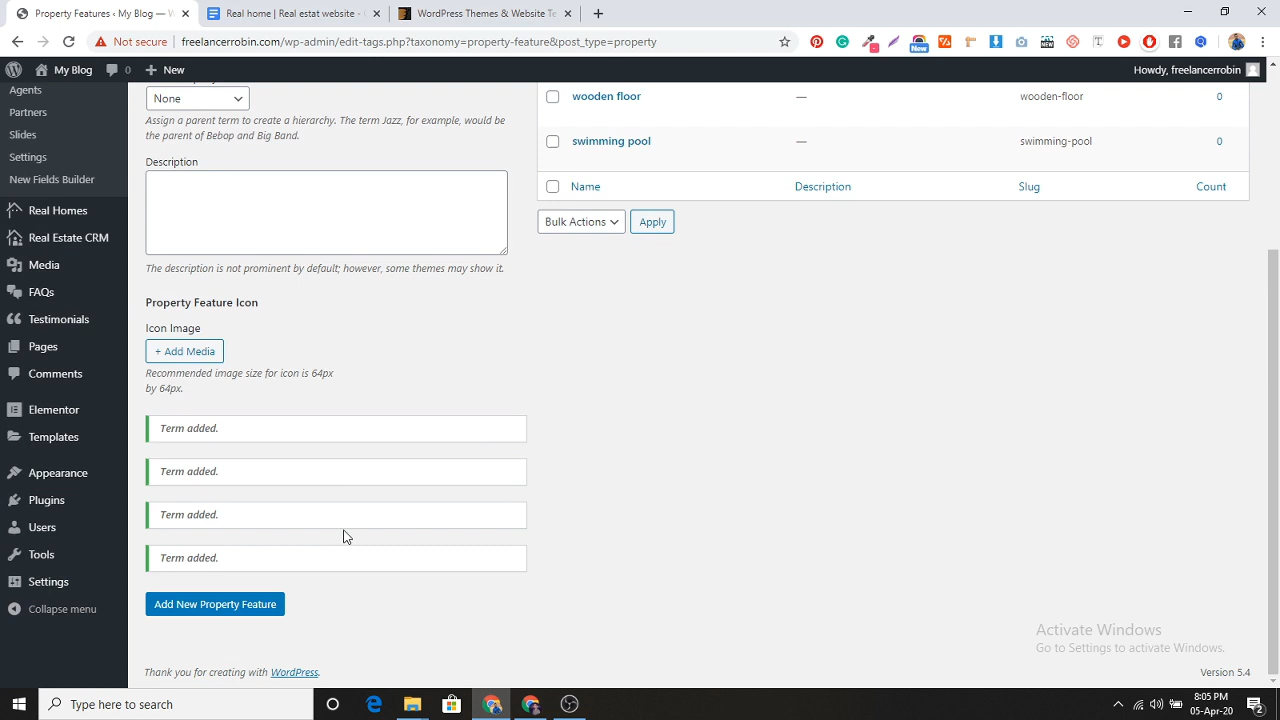 Property Features ‹ My Blog — W
Real home | Real estat website -
WordPress Themes & Website Te
Not secure | freelancerrobin.com/wp-admin/edit-tags.php?taxonomy=property-feature&post_type=property
My Blog 0 + New Howdy, freelancerrobin
Agents
Partners
Slides
Settings
New Fields Builder
Real Homes
Real Estate CRM
Media
FAQs
Testimonials
Pages
Comments
Elementor
Templates
Appearance
Plugins
Users
Tools
Settings
Collapse menu
None
Assign a parent term to create a hierarchy. The term Jazz, for example, would be
the parent of Bebop and Big Band.
Description
The description is not prominent by default; however, some themes may show it.
Property Feature Icon
Icon Image
+ Add Media
Recommended image size for icon is 64px
by 64px.
Term added.
Term added.
Term added.
Term added.
Add New Property Feature
Thank you for creating with WordPress.
wooden floor — wooden-floor 0
swimming pool — swimming-pool 0
Name Description Slug Count
Bulk Actions Apply
Activate Windows
Go to Settings to activate Windows.
Version 5.4
Type here to search
8:05 PM
05-Apr-20